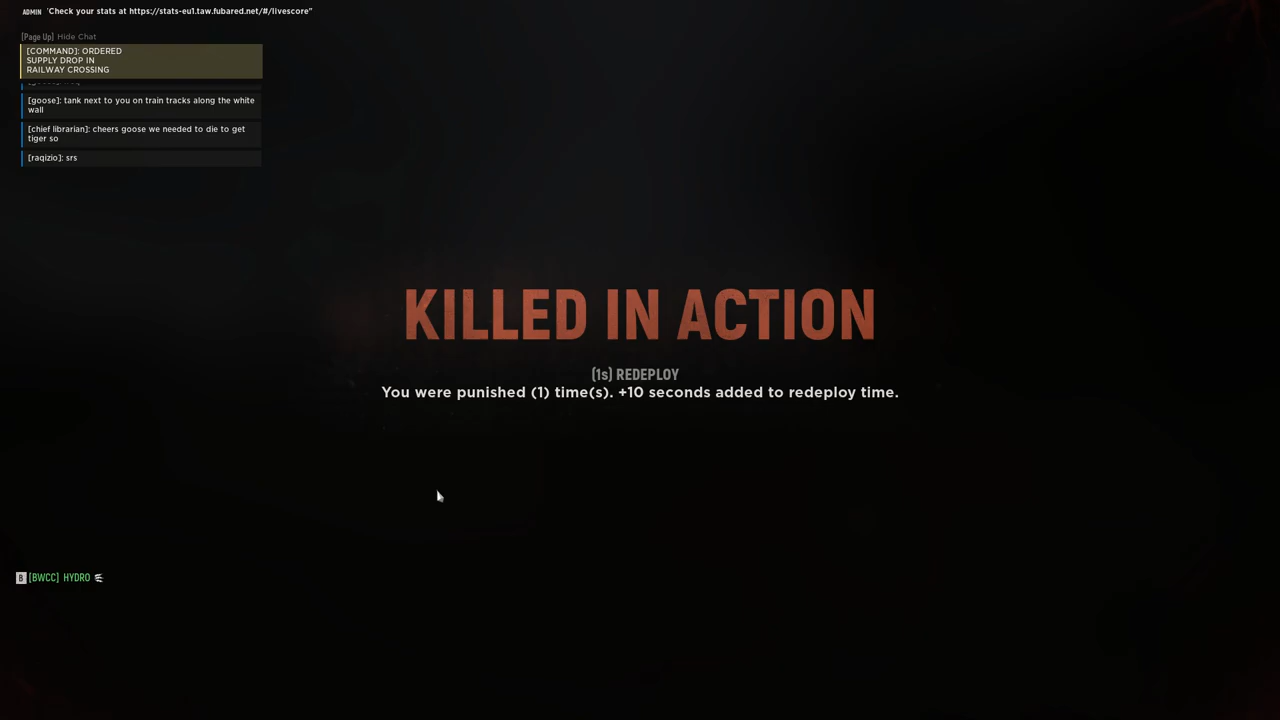 ADMIN 'Check your stats at https://stats-eu1.taw.fubared.net/#/livescore"
[Page Up] Hide Chat
[COMMAND]: ORDERED
SUPPLY DROP IN
RAILWAY CROSSING
[goose]: tank next to you on train tracks along the white
wall
[chief librarian]: cheers goose we needed to die to get
tiger so
[raqizio]: srs
KILLED IN ACTION
(1s) REDEPLOY
You were punished (1) time(s). +10 seconds added to redeploy time.
B [BWCC] HYDRO